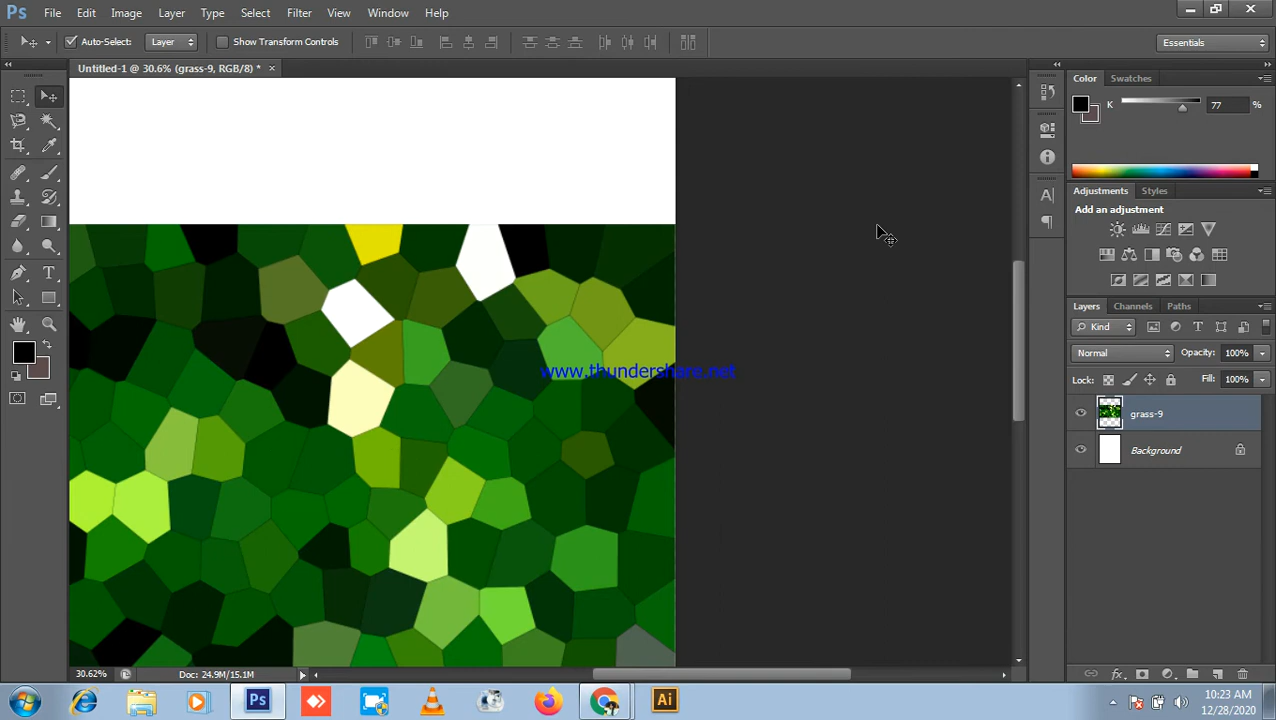 Ps File Edit Image Layer Type Select Filter View Window Help
Auto-Select: Layer Show Transform Controls Essentials
Untitled-1 @ 30.6% (grass-9, RGB/8) * ×
Color Swatches
K 77 %
Adjustments Styles
Add an adjustment
T
Layers Channels Paths
Kind
Normal Opacity: 100%
Lock: Fill: 100%
www.thundershare.net
grass-9
Background
30.62% Doc: 24.9M/15.1M
Ps Ai
10:23 AM
12/28/2020